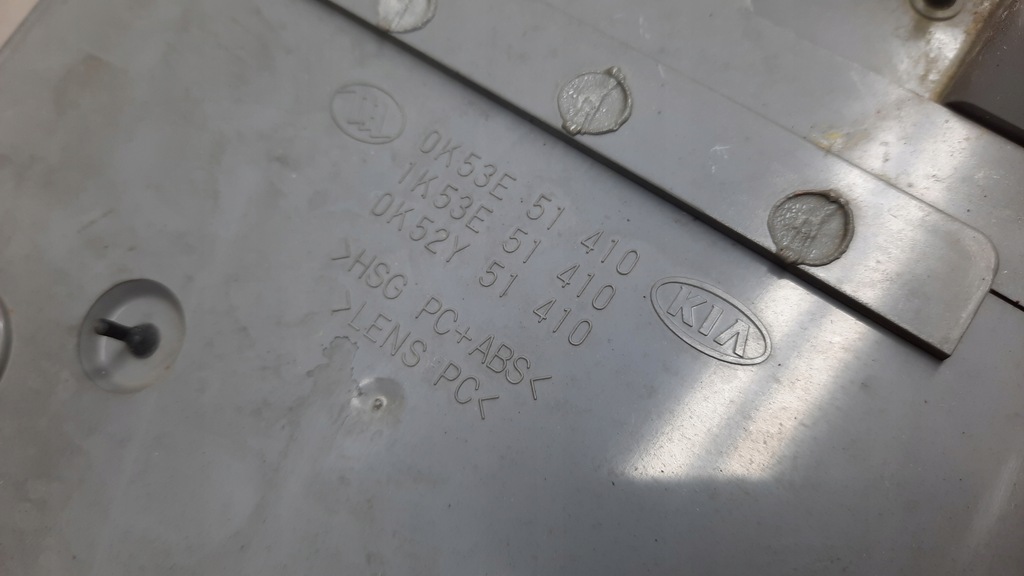 0K53E 51 410
1K53E 51 410
0K52Y 51 410
>HSG PC+ABS<
>LENS PC<
KIA